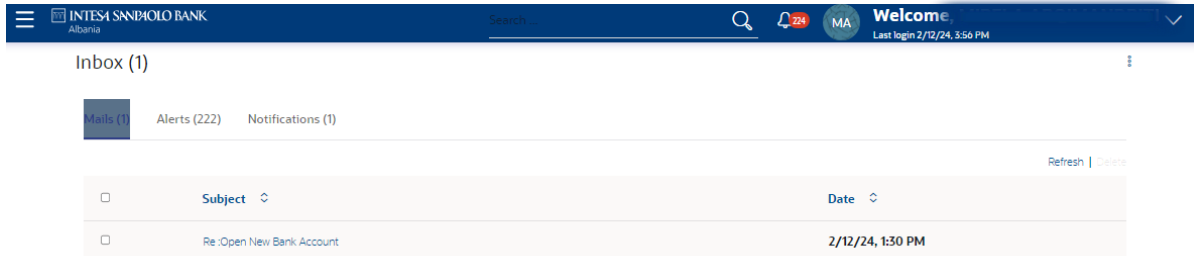 INTESA SANPAOLO BANK
Albania
Search ...
224
MA
Welcome,
Last login 2/12/24, 3:56 PM
Inbox (1)
Mails (1) Alerts (222) Notifications (1)
Refresh | Delete
Subject Date
Re :Open New Bank Account 2/12/24, 1:30 PM